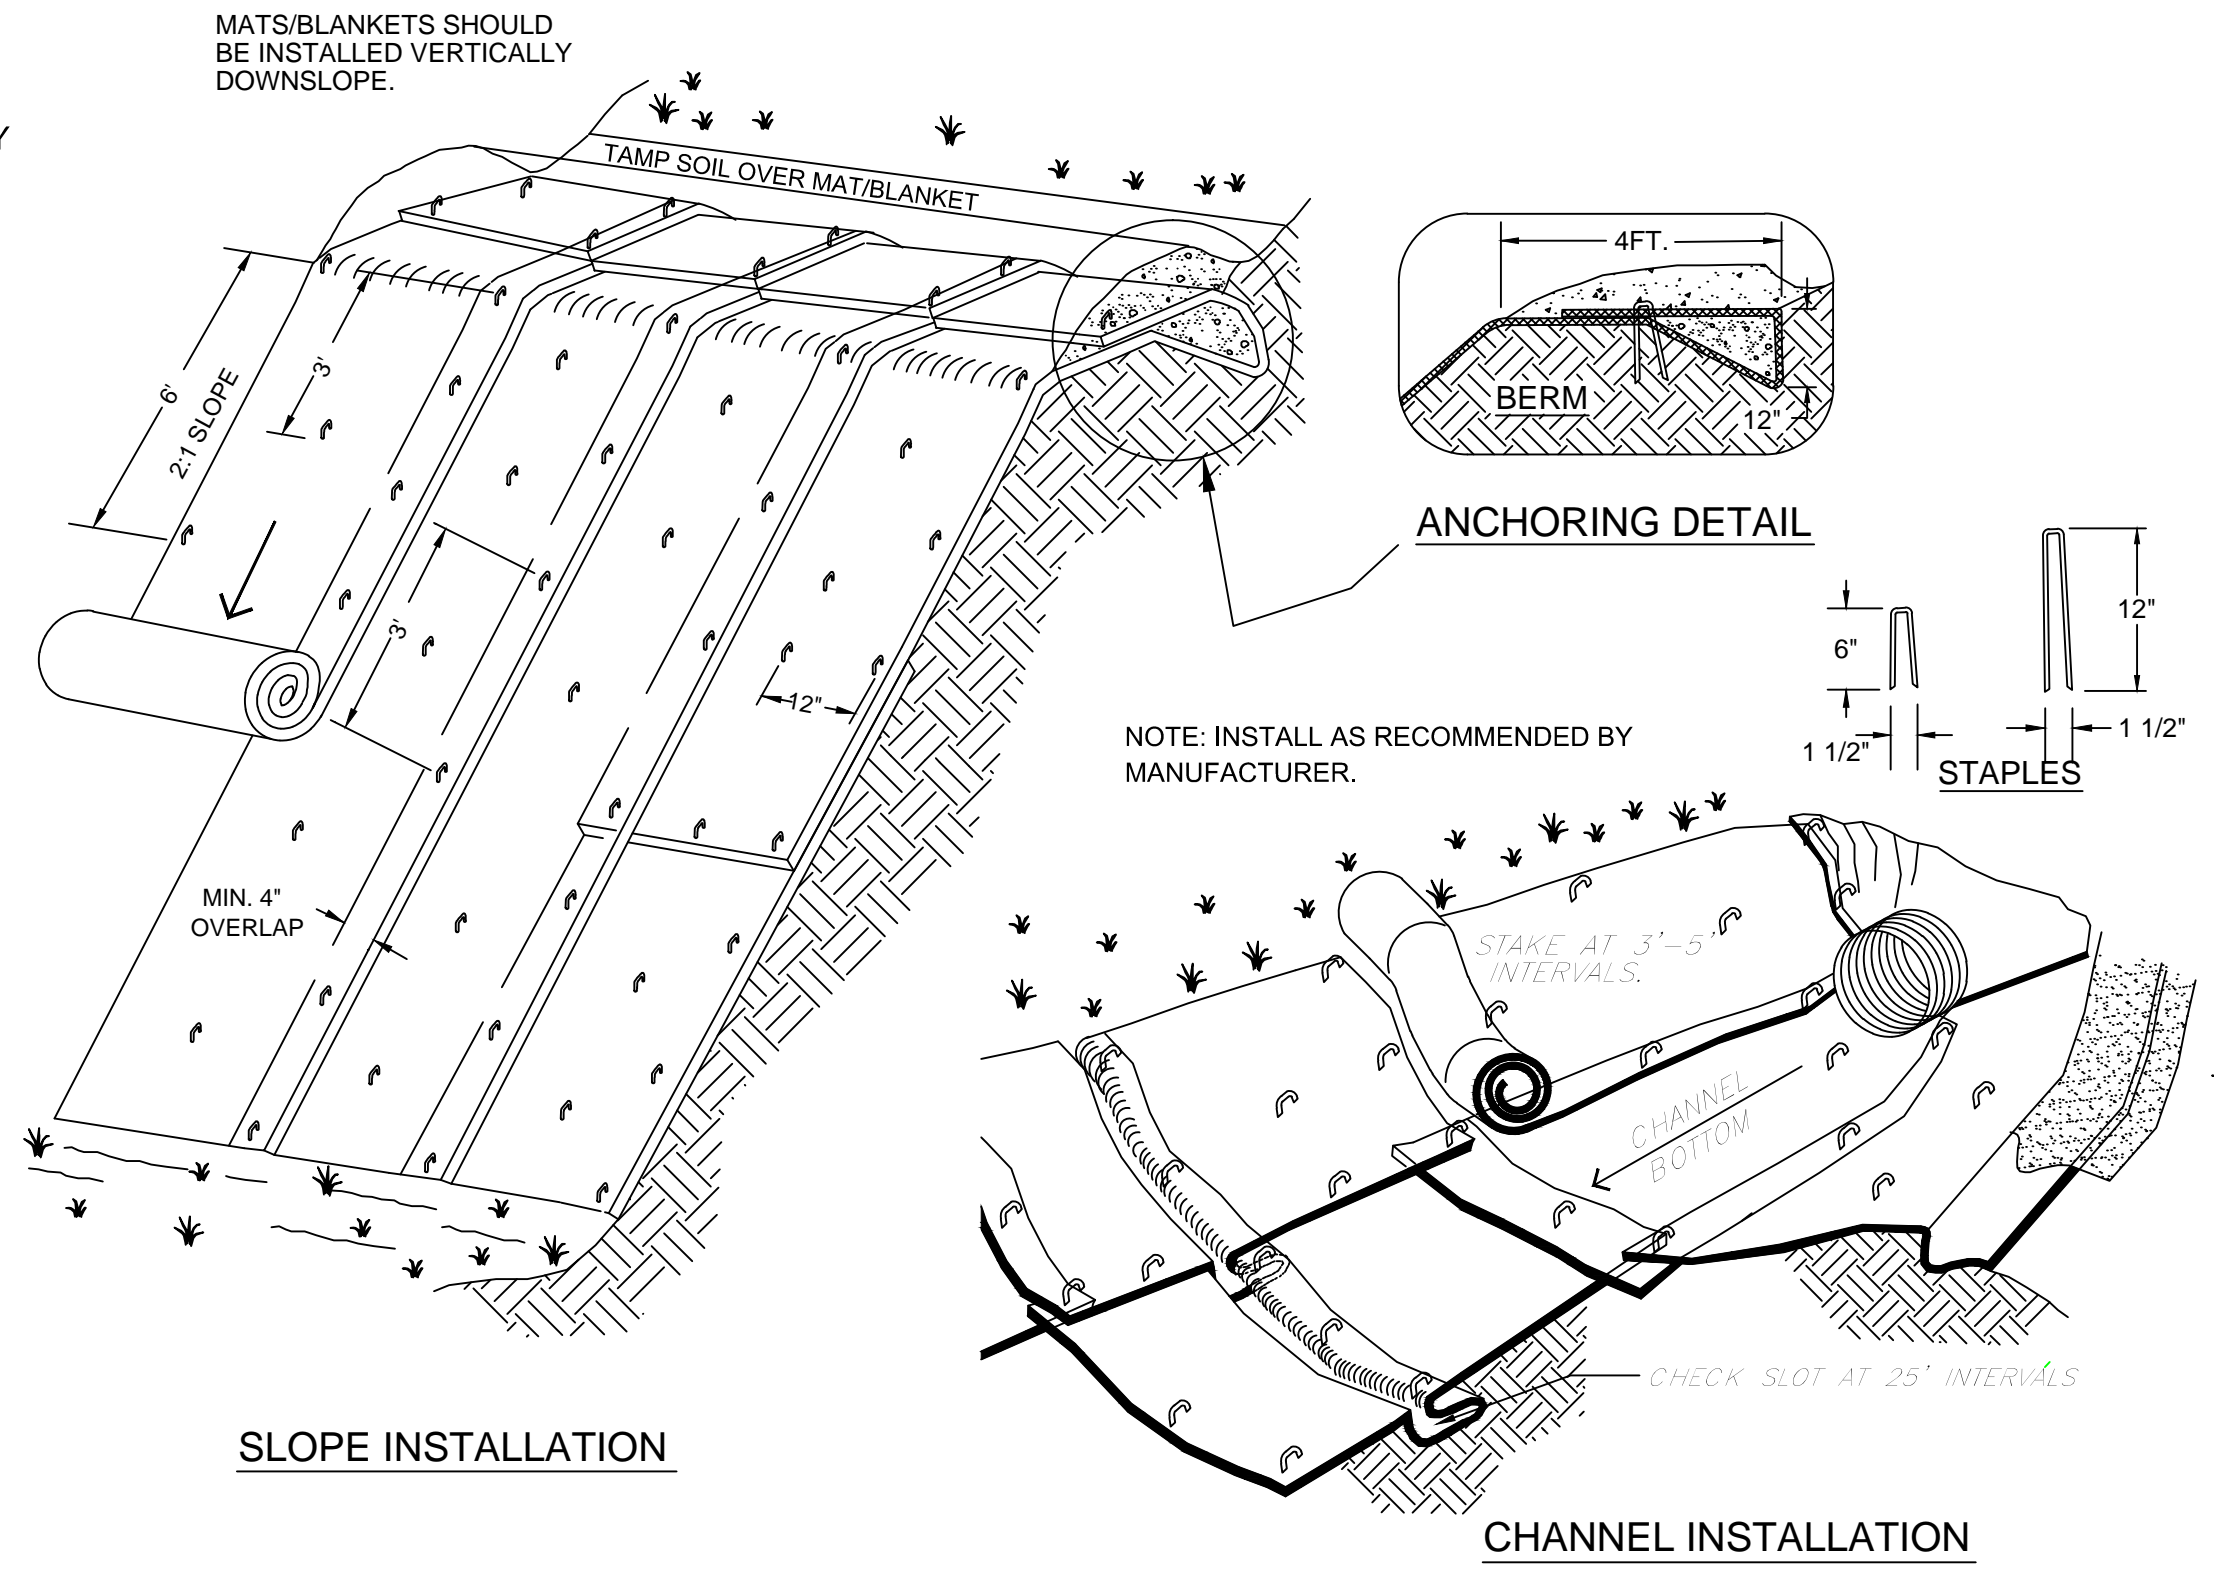 MATS/BLANKETS SHOULD
BE INSTALLED VERTICALLY
DOWNSLOPE.
Y
TAMP SOIL OVER MAT/BLANKET
6'
2:1 SLOPE
3'
3'
12"
MIN. 4"
OVERLAP
SLOPE INSTALLATION
4FT.
BERM
12"
ANCHORING DETAIL
6"
12"
1 1/2"
1 1/2"
STAPLES
NOTE: INSTALL AS RECOMMENDED BY
MANUFACTURER.
STAKE AT 3'-5'
INTERVALS.
CHANNEL
BOTTOM
CHECK SLOT AT 25' INTERVALS
CHANNEL INSTALLATION